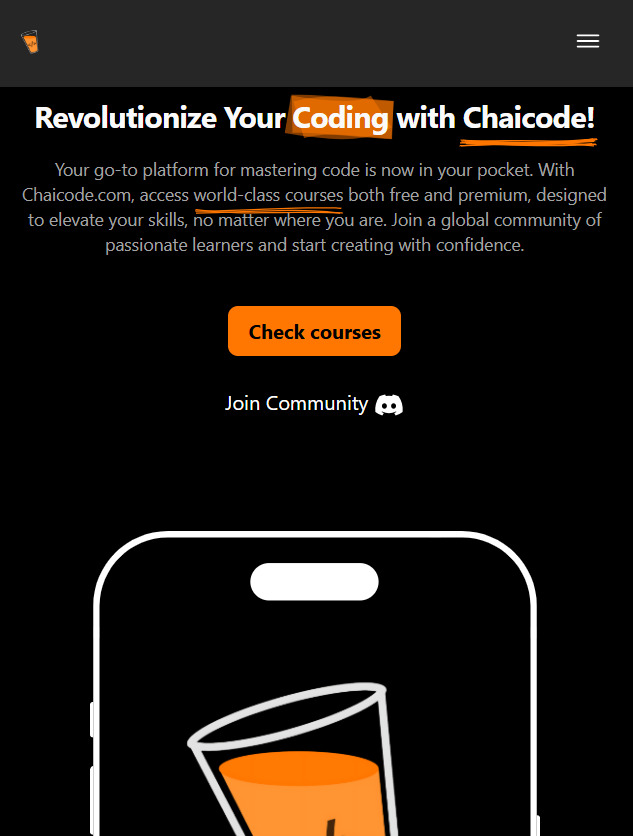 Revolutionize Your Coding with Chaicode!
Your go-to platform for mastering code is now in your pocket. With
Chaicode.com, access world-class courses both free and premium, designed
to elevate your skills, no matter where you are. Join a global community of
passionate learners and start creating with confidence.
Check courses
Join Community